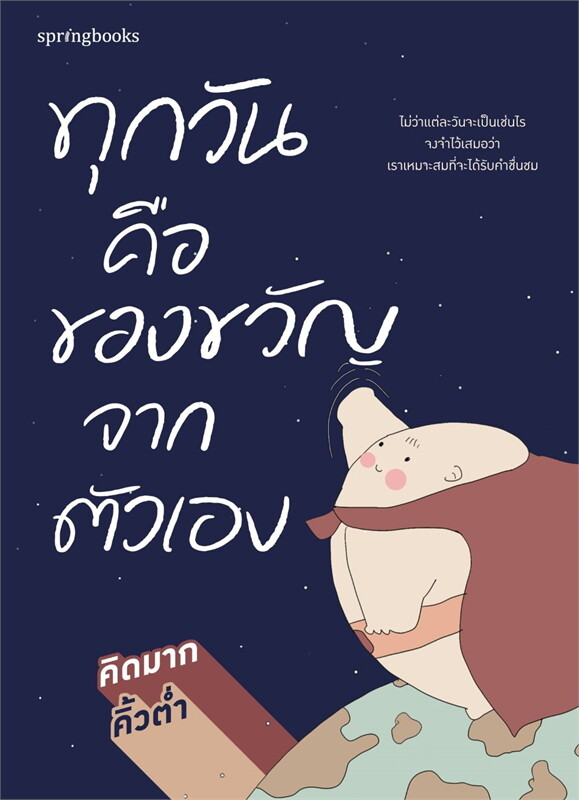 springbooks
ทุกวัน
คือ
ของขวัญ
จาก
ตัวเอง
ไม่ว่าแต่ละวันจะเป็นเช่นไร
จงจำไว้เสมอว่า
เราเหมาะสมที่จะได้รับคำชื่นชม
คิดมาก
คิ้วต่ำ